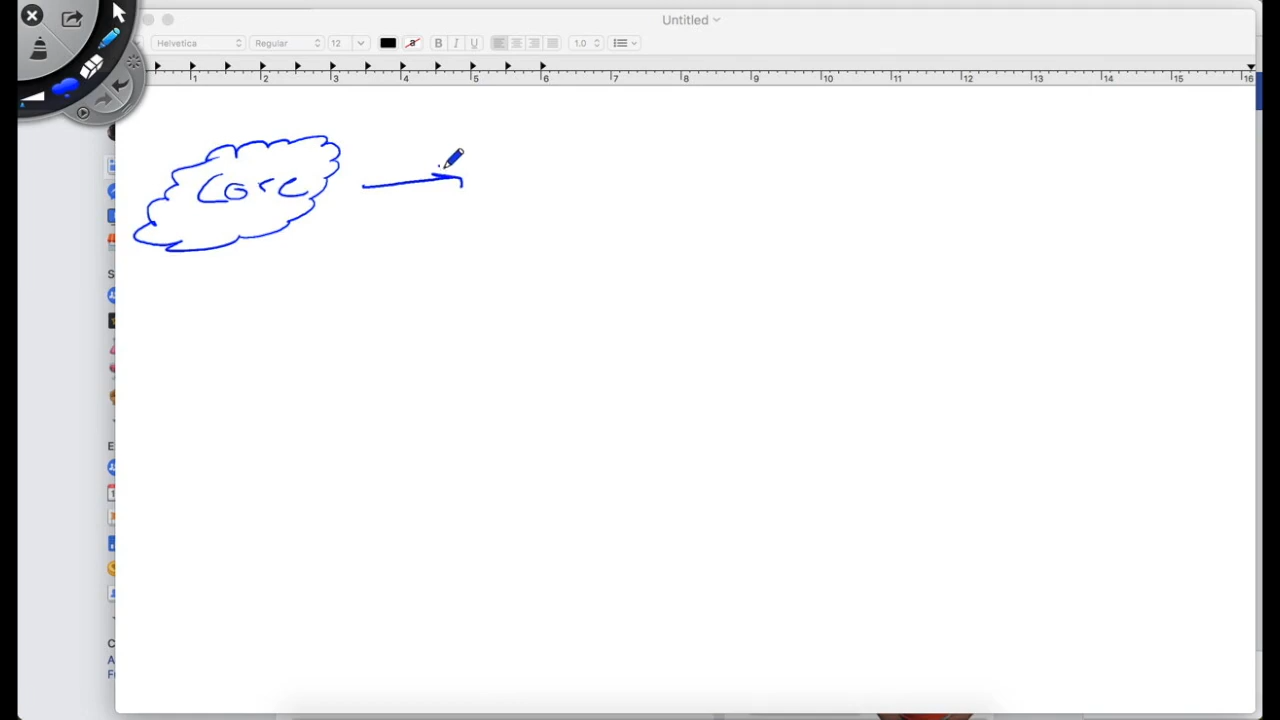 Untitled
Helvetica Regular 12 a B I U 1.0
1 2 3 4 5 6 7 8 9 10 11 12 13 14 15 16
Core
S
E
1
C
A
F